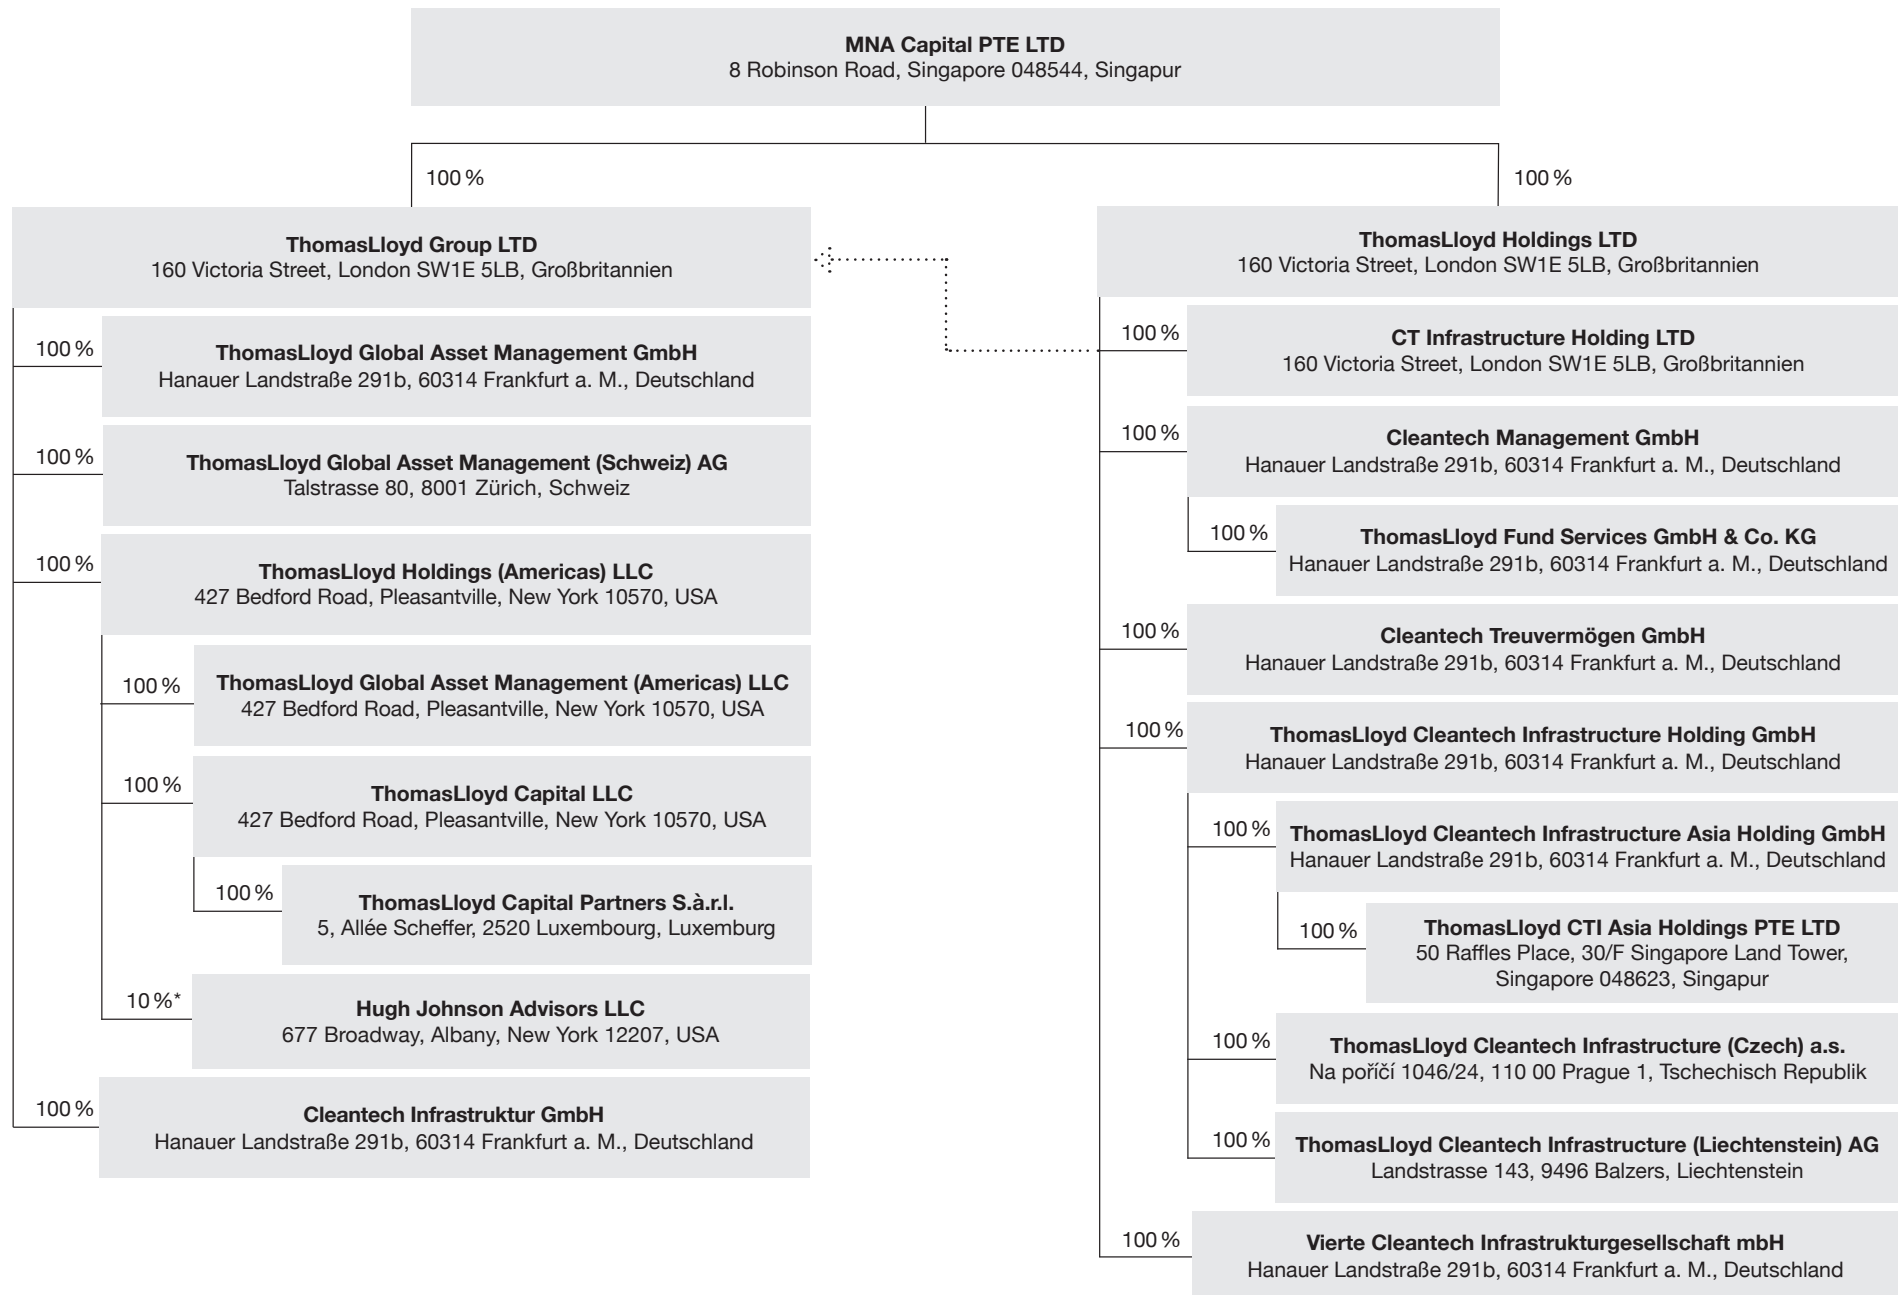 MNA Capital PTE LTD
8 Robinson Road, Singapore 048544, Singapur
100 %
100 %
ThomasLloyd Group LTD
160 Victoria Street, London SW1E 5LB, Großbritannien
100 %
ThomasLloyd Global Asset Management GmbH
Hanauer Landstraße 291b, 60314 Frankfurt a. M., Deutschland
100 %
ThomasLloyd Global Asset Management (Schweiz) AG
Talstrasse 80, 8001 Zürich, Schweiz
100 %
ThomasLloyd Holdings (Americas) LLC
427 Bedford Road, Pleasantville, New York 10570, USA
100 %
ThomasLloyd Global Asset Management (Americas) LLC
427 Bedford Road, Pleasantville, New York 10570, USA
100 %
ThomasLloyd Capital LLC
427 Bedford Road, Pleasantville, New York 10570, USA
100 %
ThomasLloyd Capital Partners S.à.r.l.
5, Allée Scheffer, 2520 Luxembourg, Luxemburg
10 %*
Hugh Johnson Advisors LLC
677 Broadway, Albany, New York 12207, USA
100 %
Cleantech Infrastruktur GmbH
Hanauer Landstraße 291b, 60314 Frankfurt a. M., Deutschland
ThomasLloyd Holdings LTD
160 Victoria Street, London SW1E 5LB, Großbritannien
100 %
CT Infrastructure Holding LTD
160 Victoria Street, London SW1E 5LB, Großbritannien
100 %
Cleantech Management GmbH
Hanauer Landstraße 291b, 60314 Frankfurt a. M., Deutschland
100 %
ThomasLloyd Fund Services GmbH & Co. KG
Hanauer Landstraße 291b, 60314 Frankfurt a. M., Deutschland
100 %
Cleantech Treuvermögen GmbH
Hanauer Landstraße 291b, 60314 Frankfurt a. M., Deutschland
100 %
ThomasLloyd Cleantech Infrastructure Holding GmbH
Hanauer Landstraße 291b, 60314 Frankfurt a. M., Deutschland
100 %
ThomasLloyd Cleantech Infrastructure Asia Holding GmbH
Hanauer Landstraße 291b, 60314 Frankfurt a. M., Deutschland
100 %
ThomasLloyd CTI Asia Holdings PTE LTD
50 Raffles Place, 30/F Singapore Land Tower,
Singapore 048623, Singapur
100 %
ThomasLloyd Cleantech Infrastructure (Czech) a.s.
Na poříčí 1046/24, 110 00 Prague 1, Tschechisch Republik
100 %
ThomasLloyd Cleantech Infrastructure (Liechtenstein) AG
Landstrasse 143, 9496 Balzers, Liechtenstein
100 %
Vierte Cleantech Infrastrukturgesellschaft mbH
Hanauer Landstraße 291b, 60314 Frankfurt a. M., Deutschland